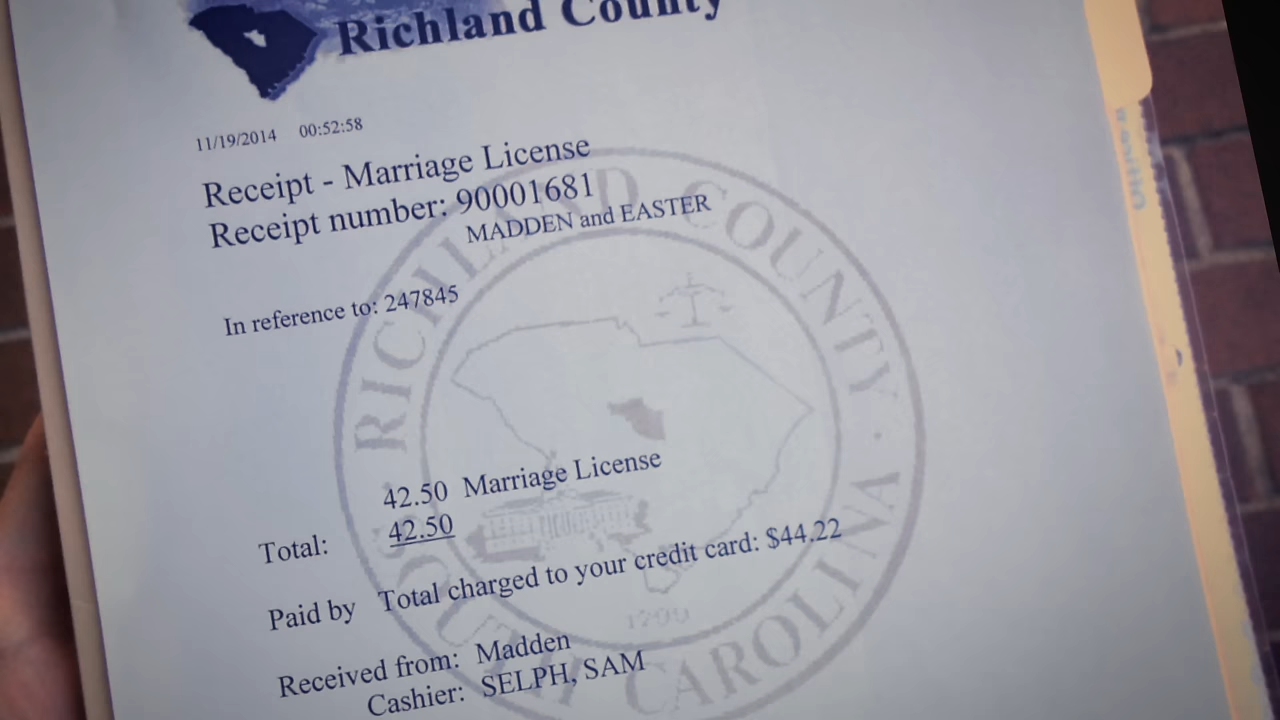 Richland County
11/19/2014 00:52:58
Receipt - Marriage License
Receipt number: 90001681
MADDEN and EASTER
In reference to: 247845
42.50 Marriage License
Total: 42.50
Paid by Total charged to your credit card: $44.22
Received from: Madden
Cashier: SELPH, SAM
RICHLAND COUNTY · SOUTH CAROLINA